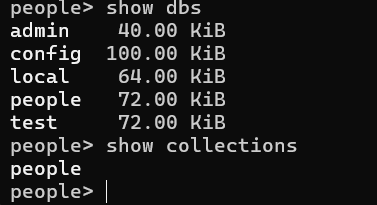 people> show dbs
admin    40.00 KiB
config  100.00 KiB
local    64.00 KiB
people   72.00 KiB
test     72.00 KiB
people> show collections
people
people>